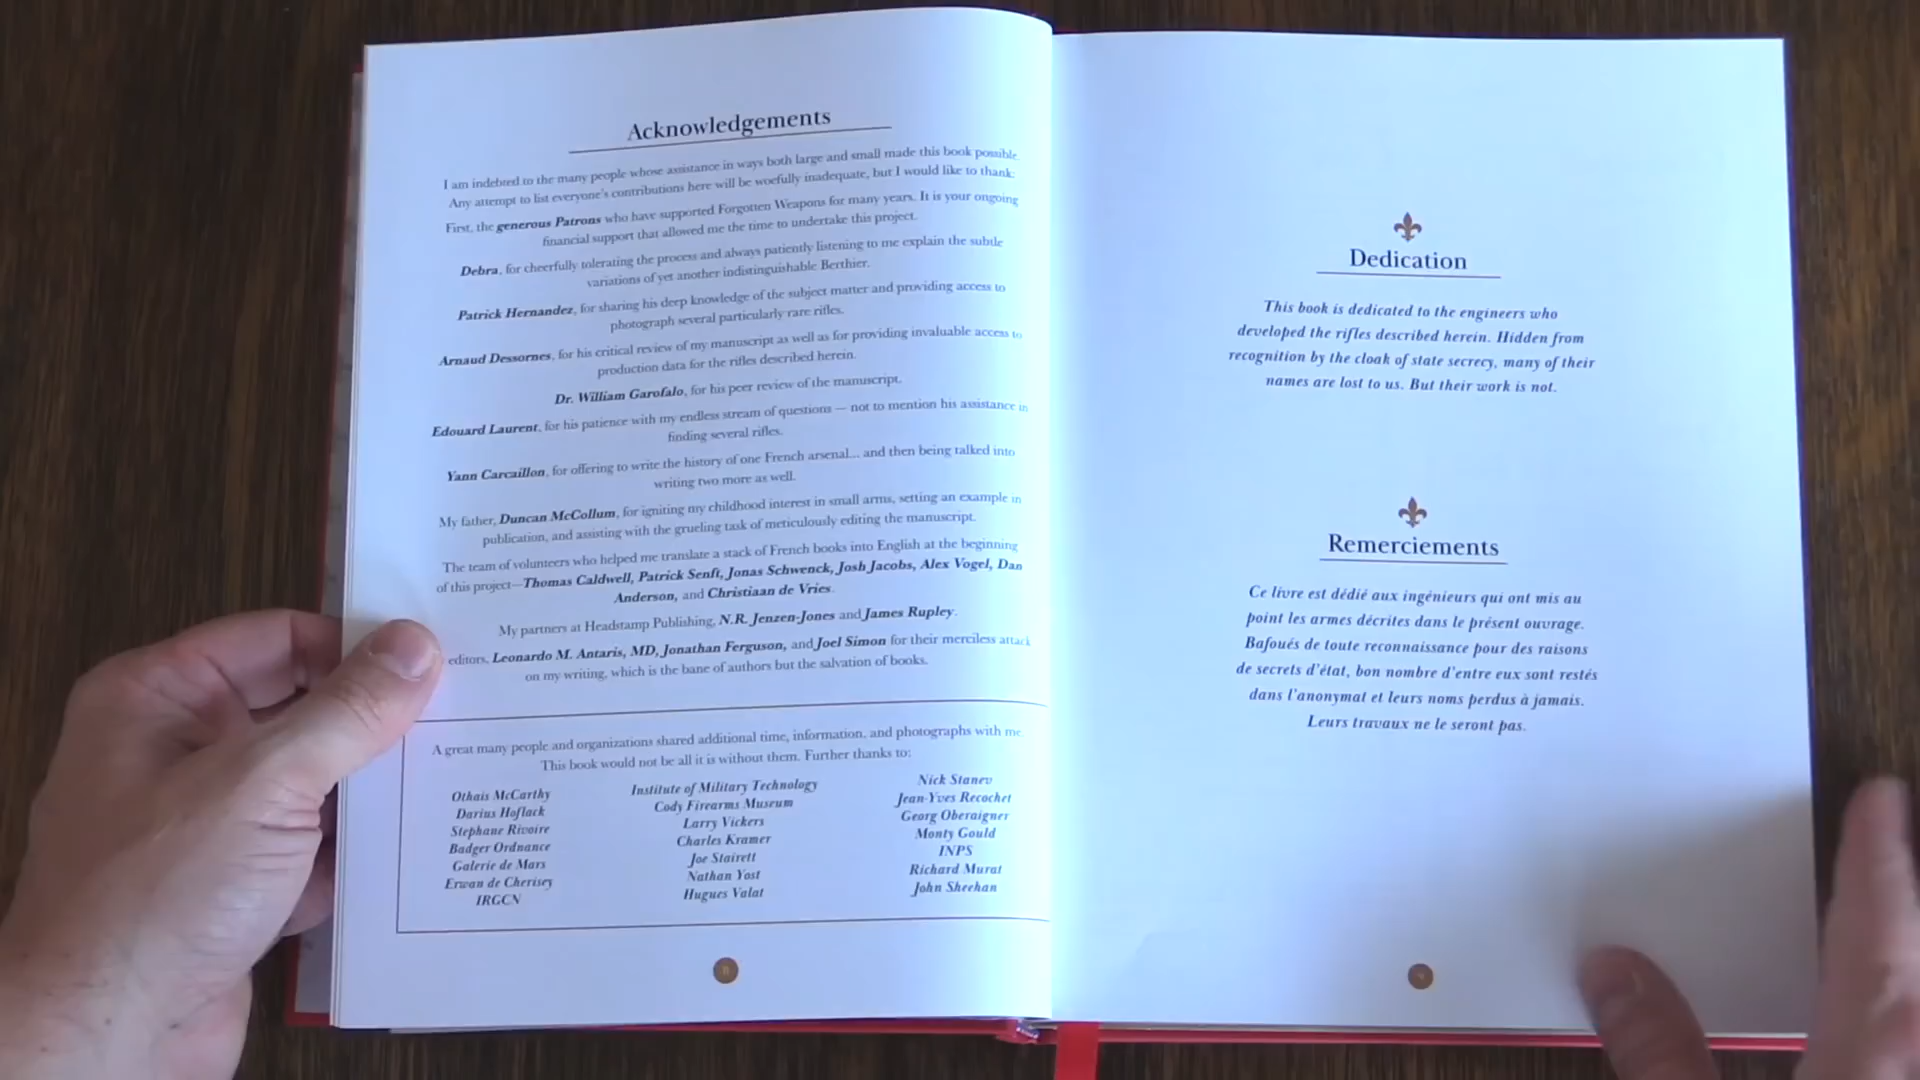 Acknowledgements
I am indebted to the many people whose assistance in ways both large and small made this book possible.
Any attempt to list everyone's contributions here will be woefully inadequate, but I would like to thank:
First, the generous Patrons who have supported Forgotten Weapons for many years. It is your ongoing
financial support that allowed me the time to undertake this project.
Debra, for cheerfully tolerating the process and always patiently listening to me explain the subtle
variations of yet another indistinguishable Berthier.
Patrick Hernandez, for sharing his deep knowledge of the subject matter and providing access to
photograph several particularly rare rifles.
Arnaud Dessornes, for his critical review of my manuscript as well as for providing invaluable access to
production data for the rifles described herein.
Dr. William Garofalo, for his peer review of the manuscript.
Edouard Laurent, for his patience with my endless stream of questions — not to mention his assistance in
finding several rifles.
Yann Carcaillon, for offering to write the history of one French arsenal... and then being talked into
writing two more as well.
My father, Duncan McCollum, for igniting my childhood interest in small arms, setting an example in
publication, and assisting with the grueling task of meticulously editing the manuscript.
The team of volunteers who helped me translate a stack of French books into English at the beginning
of this project—Thomas Caldwell, Patrick Senft, Jonas Schwenck, Josh Jacobs, Alex Vogel, Dan
Anderson, and Christiaan de Vries.
My partners at Headstamp Publishing, N.R. Jenzen-Jones and James Rupley.
editors, Leonardo M. Antaris, MD, Jonathan Ferguson, and Joel Simon for their merciless attack
on my writing, which is the bane of authors but the salvation of books.
A great many people and organizations shared additional time, information, and photographs with me.
This book would not be all it is without them. Further thanks to:
Othais McCarthy
Darius Hoflack
Stephane Rivoire
Badger Ordnance
Galerie de Mars
Erwan de Cherisey
IRGCN
Institute of Military Technology
Cody Firearms Museum
Larry Vickers
Charles Kramer
Joe Stairett
Nathan Yost
Hugues Valat
Nick Stanev
Jean-Yves Recochet
Georg Oberaigner
Monty Gould
INPS
Richard Murat
John Sheehan
Dedication
This book is dedicated to the engineers who
developed the rifles described herein. Hidden from
recognition by the cloak of state secrecy, many of their
names are lost to us. But their work is not.
Remerciements
Ce livre est dédié aux ingénieurs qui ont mis au
point les armes décrites dans le présent ouvrage.
Bafoués de toute reconnaissance pour des raisons
de secrets d'état, bon nombre d'entre eux sont restés
dans l'anonymat et leurs noms perdus à jamais.
Leurs travaux ne le seront pas.